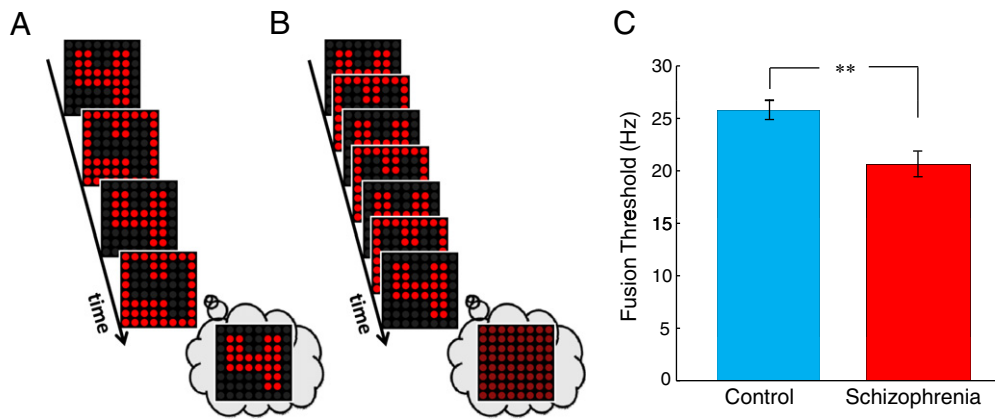 A
B
C
time
time
Fusion Threshold (Hz)
30
25
20
15
10
5
0
**
Control
Schizophrenia